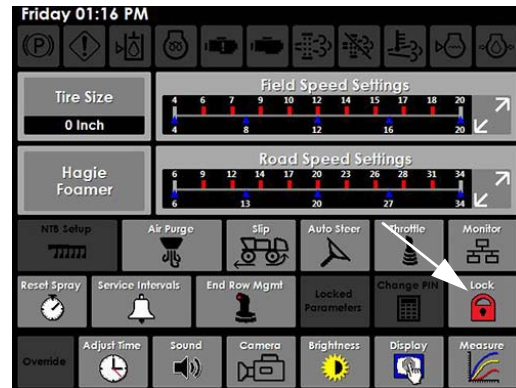 Friday 01:16 PM
Tire Size
0 Inch
Field Speed Settings
4 6 7 9 10 12 14 15 17 18 20
4 8 12 16 20
Hagie
Foamer
Road Speed Settings
6 9 12 13 16 20 23 26 28 31 34
6 13 20 27 34
NTB Setup
Air Purge
Slip
Auto Steer
Throttle
Monitor
Reset Spray
Service Intervals
End Row Mgmt
Locked
Parameters
Change PIN
Lock
Override
Adjust Time
Sound
Camera
Brightness
Display
Measure